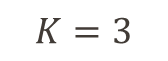 K = 3